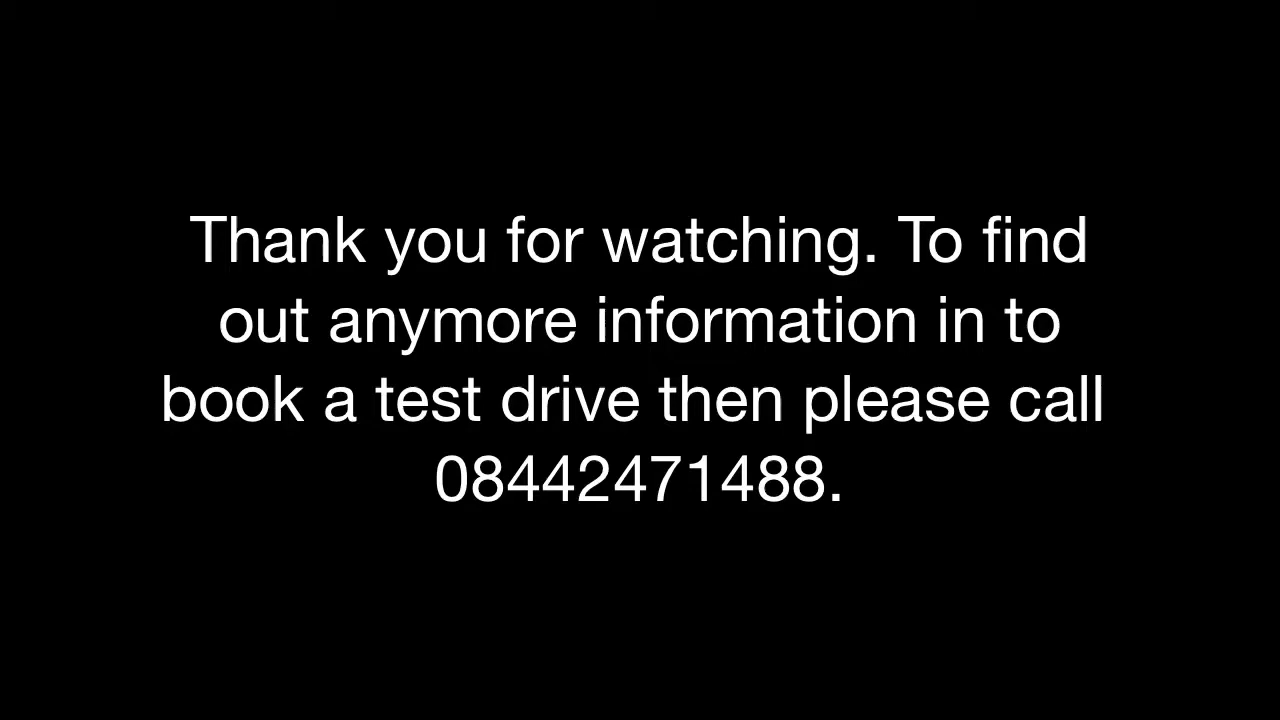 Thank you for watching. To find
out anymore information in to
book a test drive then please call
08442471488.